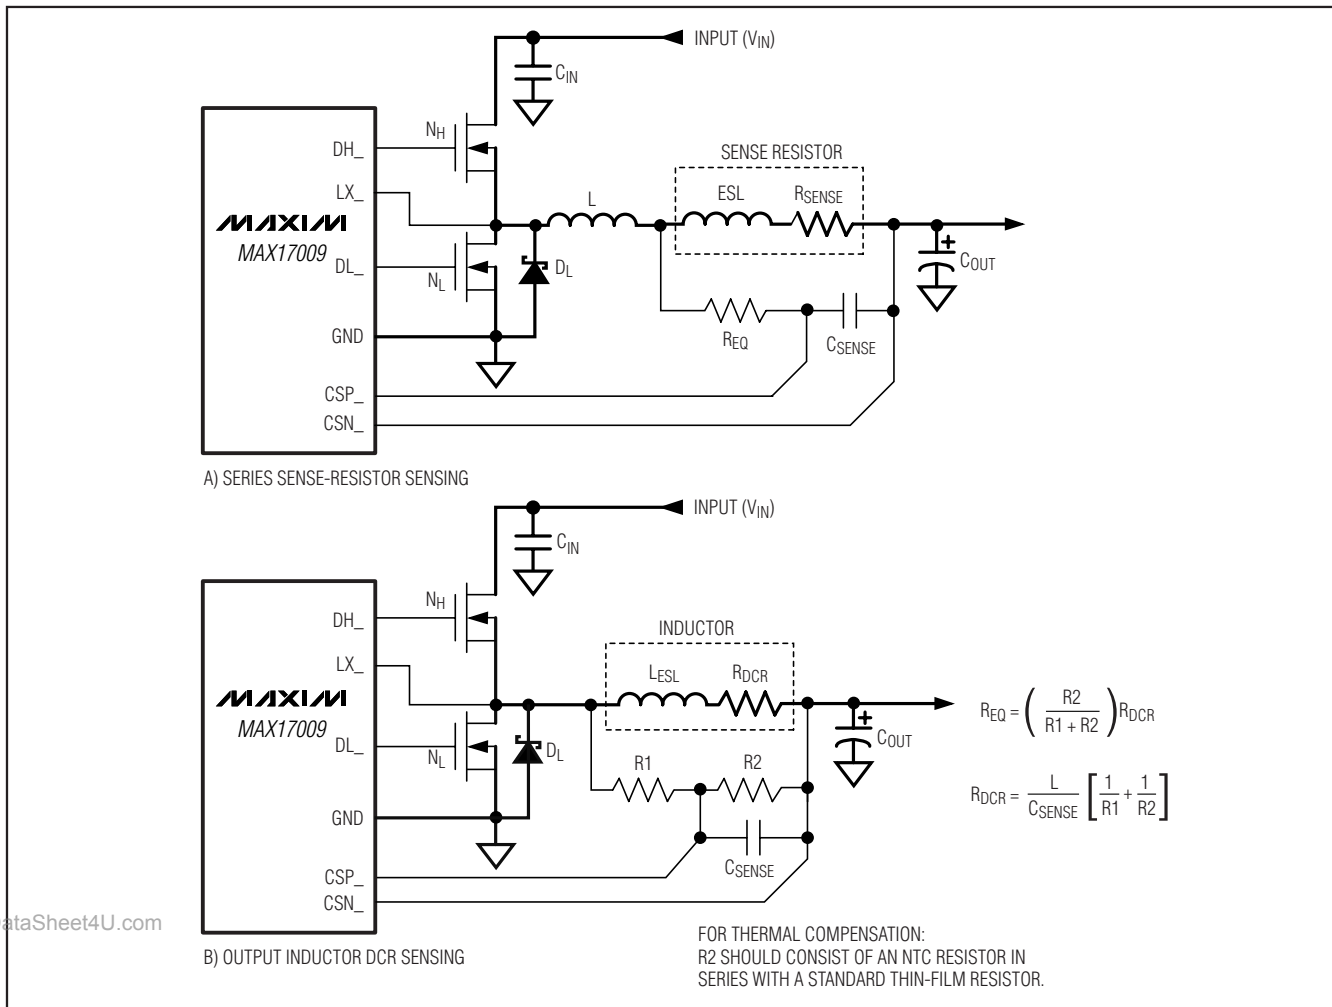 INPUT (VIN)
CIN
NH
DH_
SENSE RESISTOR
LX_
L
ESL
RSENSE
MAXIM
MAX17009
DL_
NL
DL
COUT
GND
REQ
CSENSE
CSP_
CSN_
A) SERIES SENSE-RESISTOR SENSING
INPUT (VIN)
CIN
NH
DH_
INDUCTOR
LX_
LESL
RDCR
MAXIM
MAX17009
REQ = ( R2 / R1 + R2 ) RDCR
DL_
NL
DL
COUT
R1
R2
RDCR = L / CSENSE [ 1 / R1 + 1 / R2 ]
GND
CSENSE
CSP_
CSN_
ataSheet4U.com
B) OUTPUT INDUCTOR DCR SENSING
FOR THERMAL COMPENSATION:
R2 SHOULD CONSIST OF AN NTC RESISTOR IN
SERIES WITH A STANDARD THIN-FILM RESISTOR.